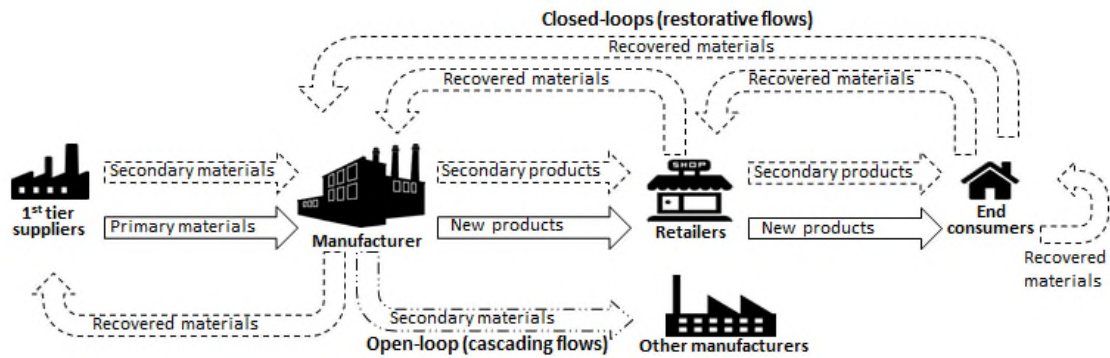 Closed-loops (restorative flows)
Recovered materials
Recovered materials
Recovered materials
SHOP
Secondary materials
Secondary products
Secondary products
1st tier
suppliers
Primary materials
Manufacturer
New products
Retailers
New products
End
consumers
Recovered
materials
Recovered materials
Secondary materials
Open-loop (cascading flows)
Other manufacturers